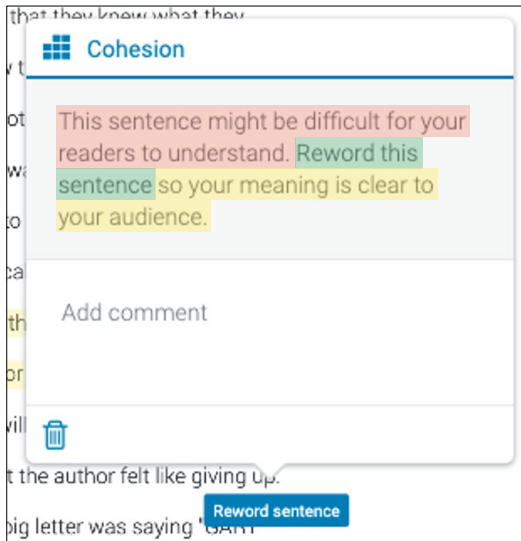 that they knew what they
Cohesion
This sentence might be difficult for your
readers to understand. Reword this
sentence so your meaning is clear to
your audience.
Add comment
t the author felt like giving up.
Reword sentence
big letter was saying "GART